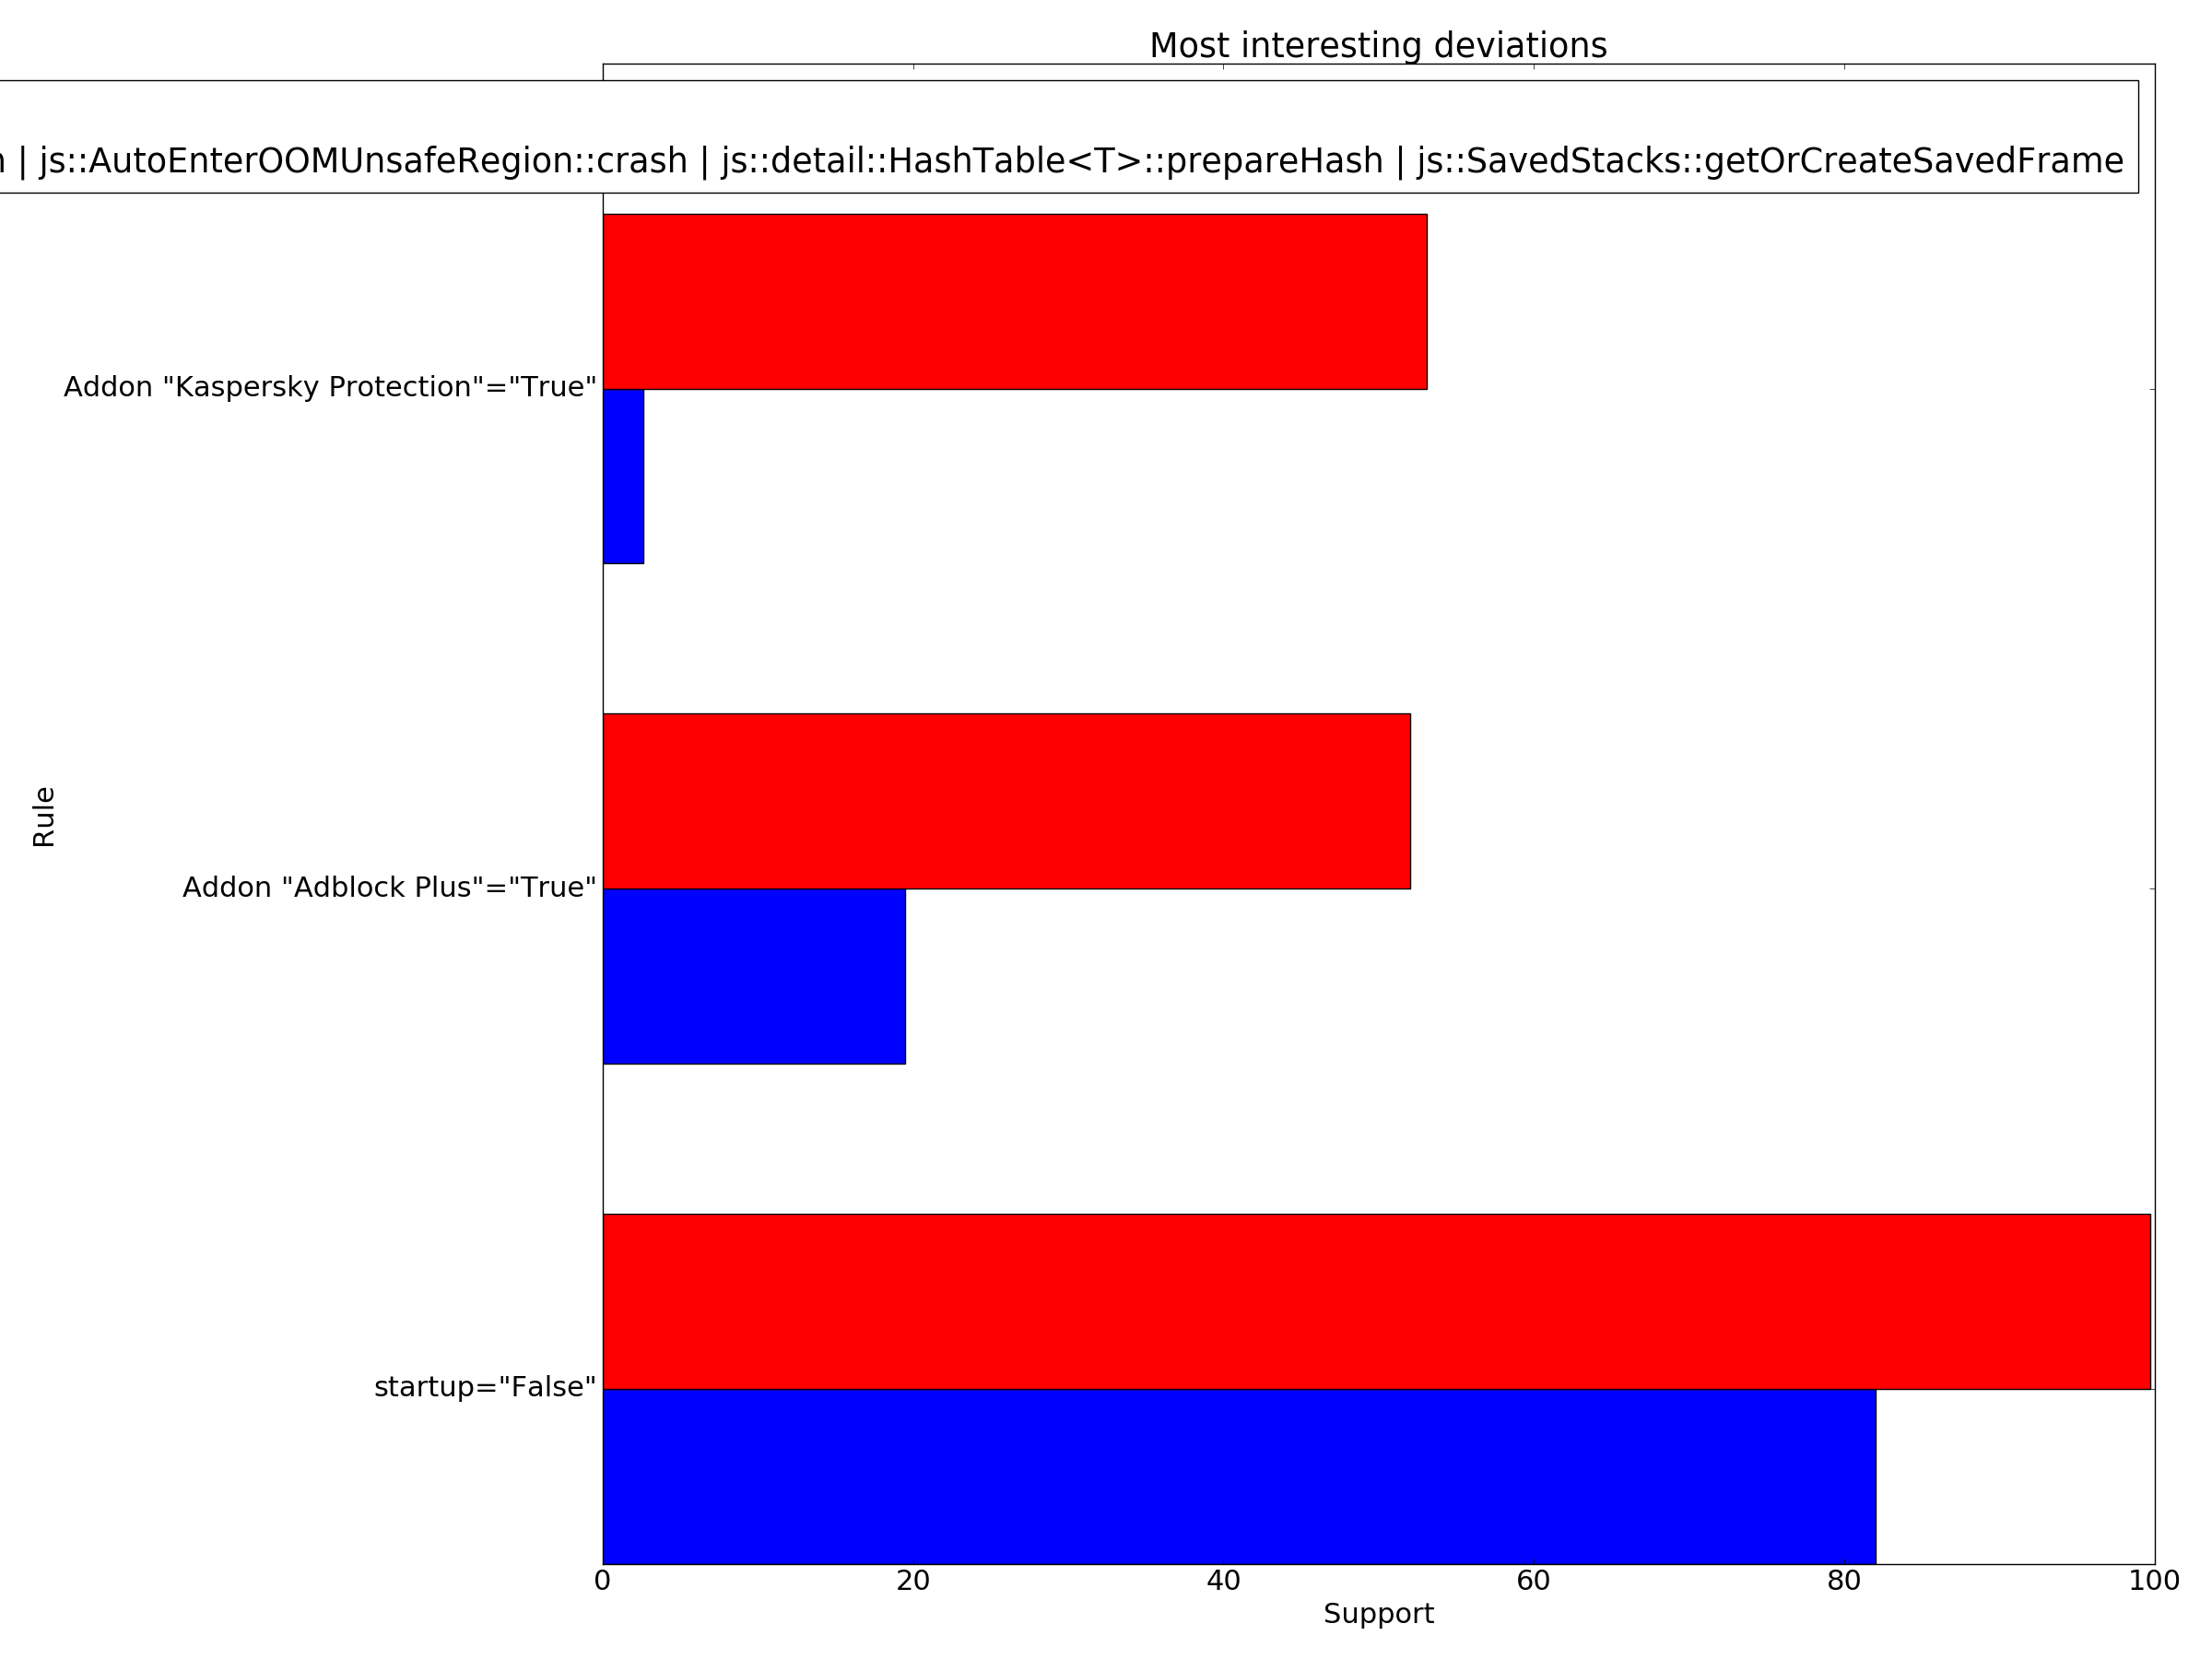 Most interesting deviations
| js::AutoEnterOOMUnsafeRegion::crash | js::detail::HashTable<T>::prepareHash | js::SavedStacks::getOrCreateSavedFrame
Addon "Kaspersky Protection"="True"
Rule
Addon "Adblock Plus"="True"
startup="False"
0 20 40 60 80 100
Support